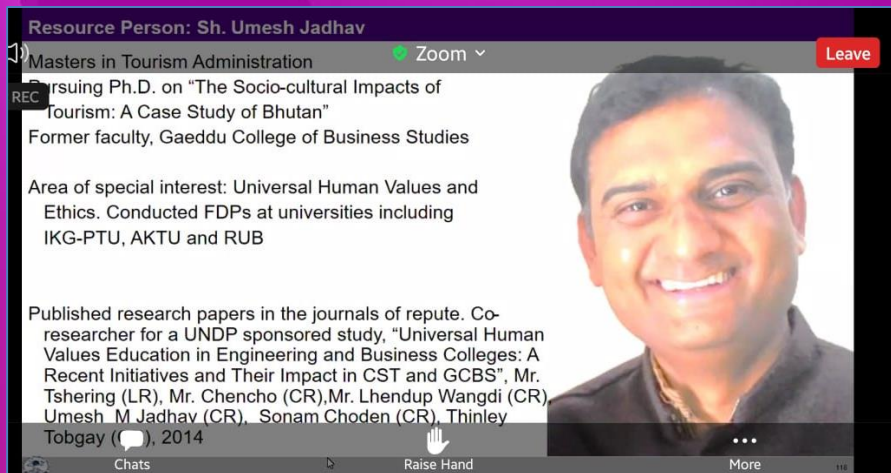 Resource Person: Sh. Umesh Jadhav
Masters in Tourism Administration
Zoom
Leave
REC
Pursuing Ph.D. on “The Socio-cultural Impacts of
Tourism: A Case Study of Bhutan”
Former faculty, Gaeddu College of Business Studies
Area of special interest: Universal Human Values and
Ethics. Conducted FDPs at universities including
IKG-PTU, AKTU and RUB
Published research papers in the journals of repute. Co-
researcher for a UNDP sponsored study, “Universal Human
Values Education in Engineering and Business Colleges: A
Recent Initiatives and Their Impact in CST and GCBS”, Mr.
Tshering (LR), Mr. Chencho (CR),Mr. Lhendup Wangdi (CR),
Umesh M Jadhav (CR), Sonam Choden (CR), Thinley
Tobgay ( ), 2014
Chats
Raise Hand
More